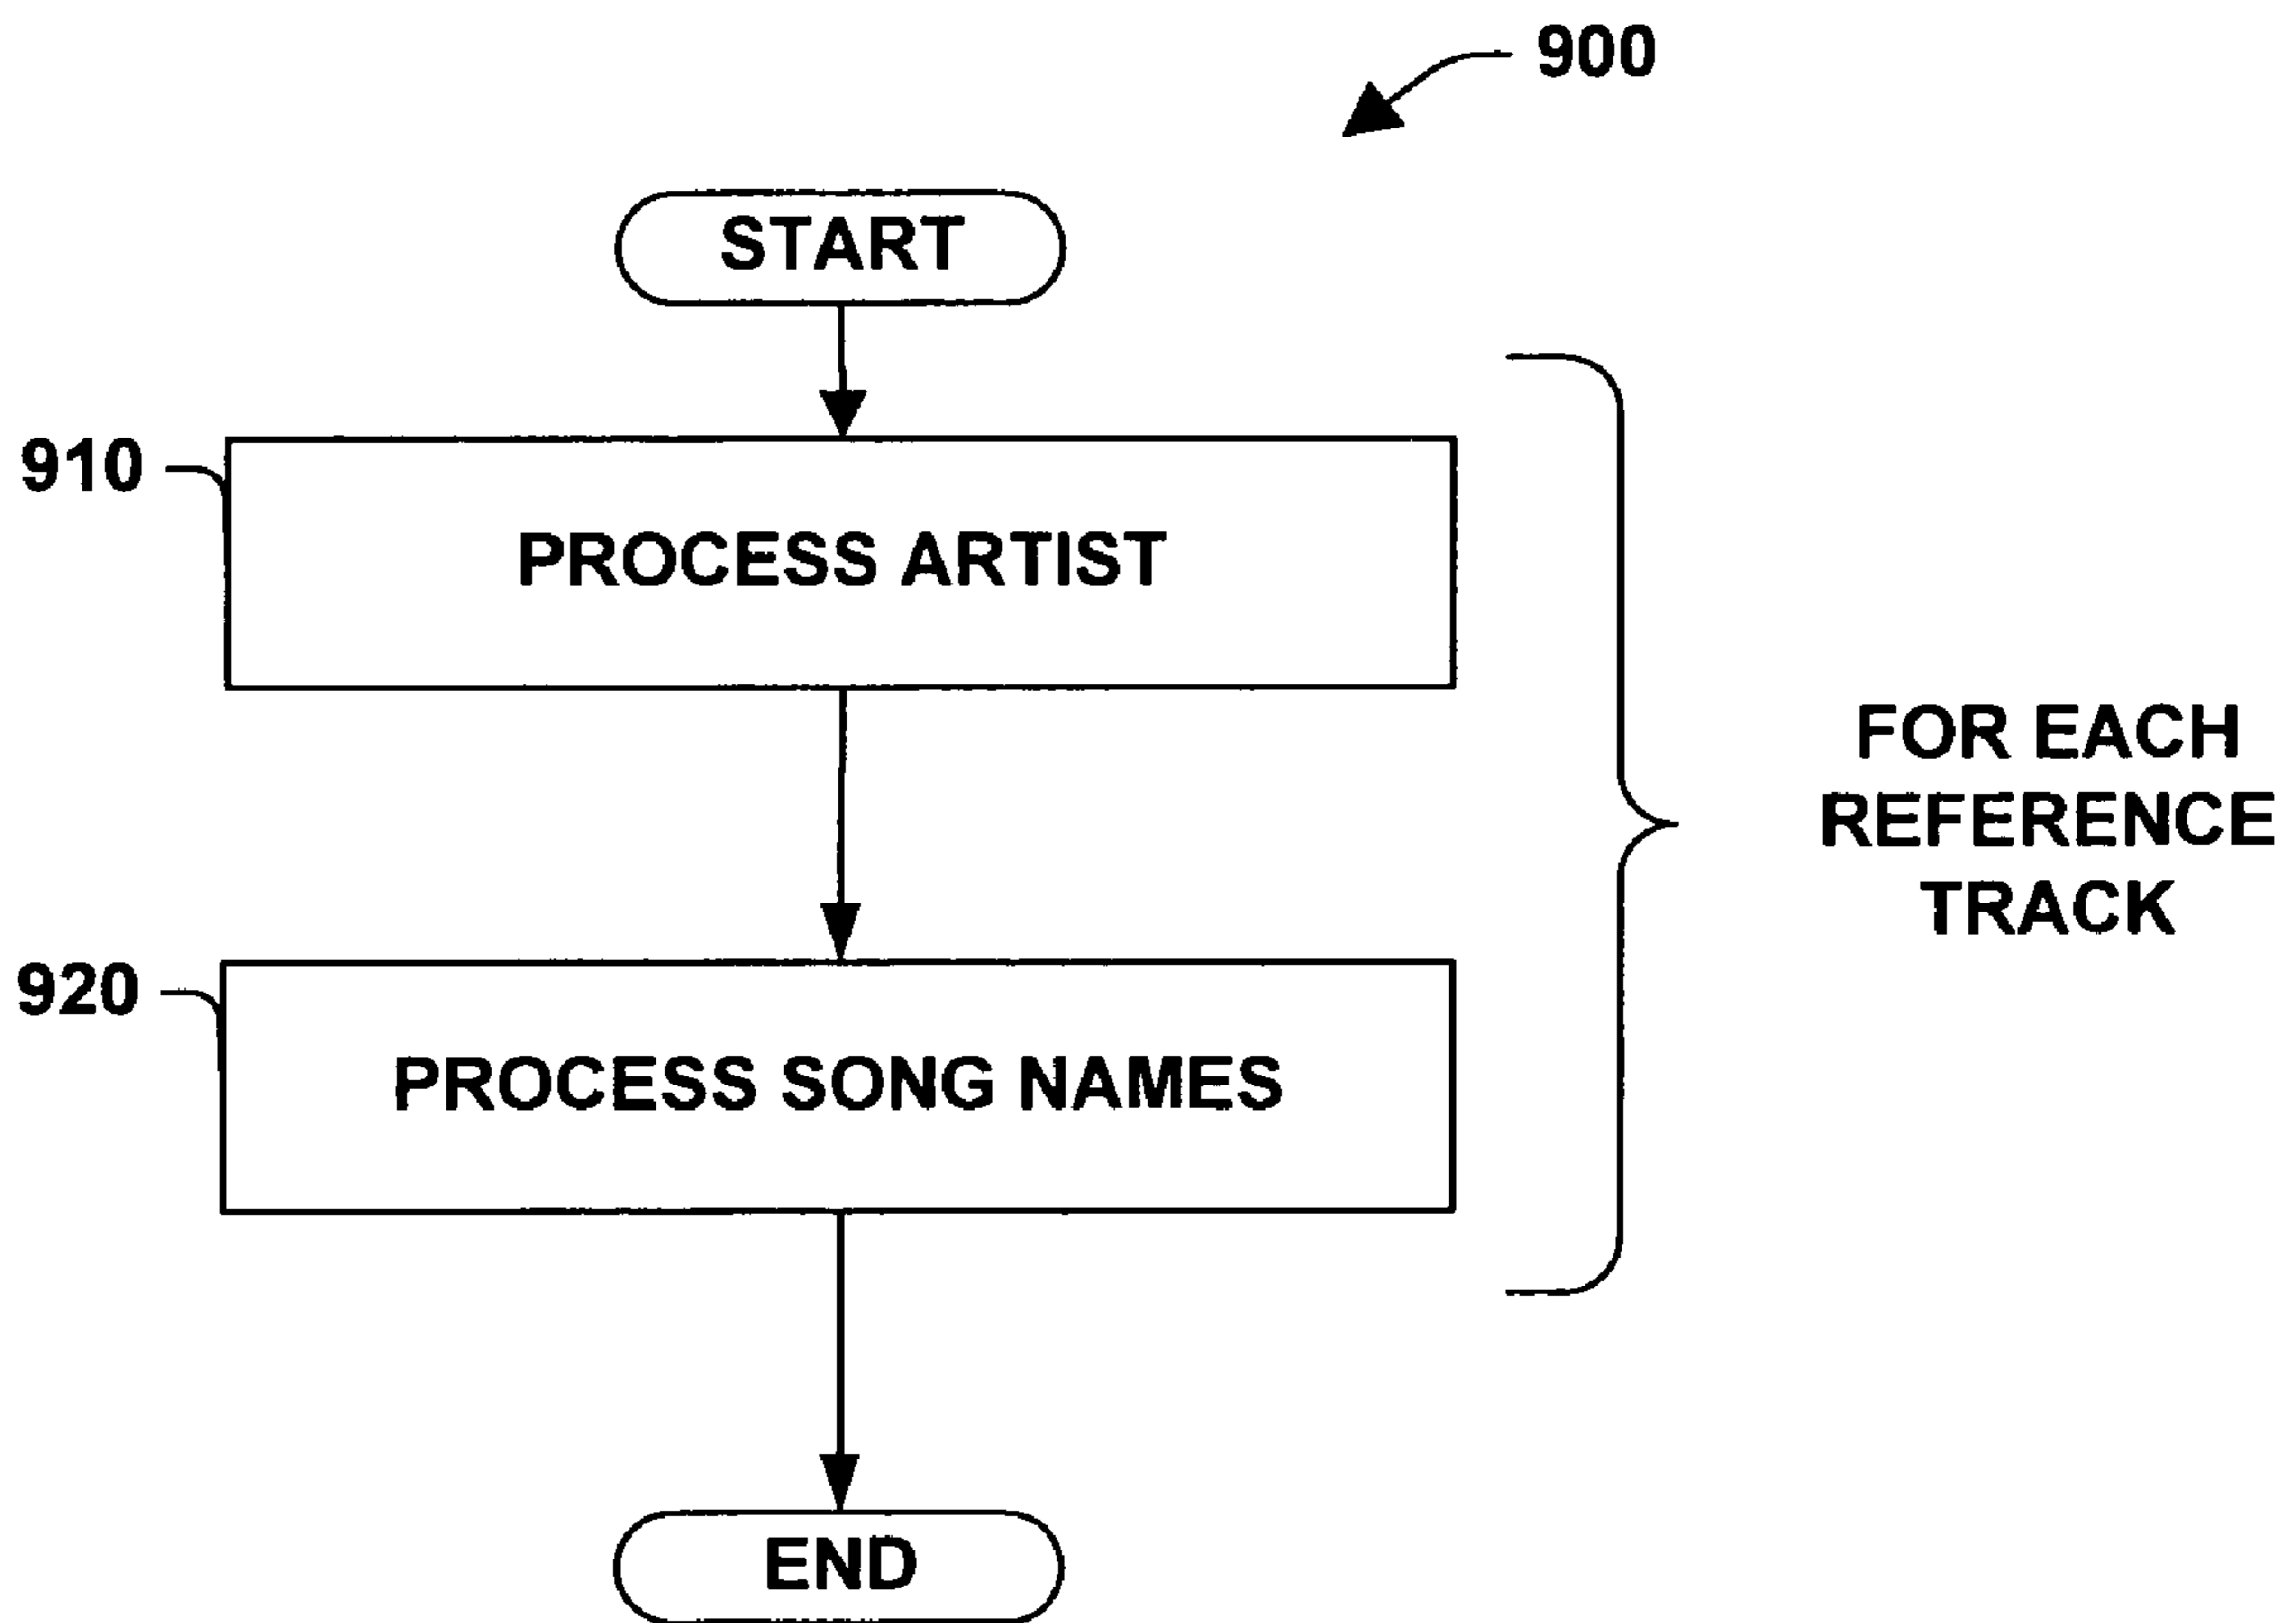 900
START
910
PROCESS ARTIST
FOR EACH
REFERENCE
TRACK
920
PROCESS SONG NAMES
END